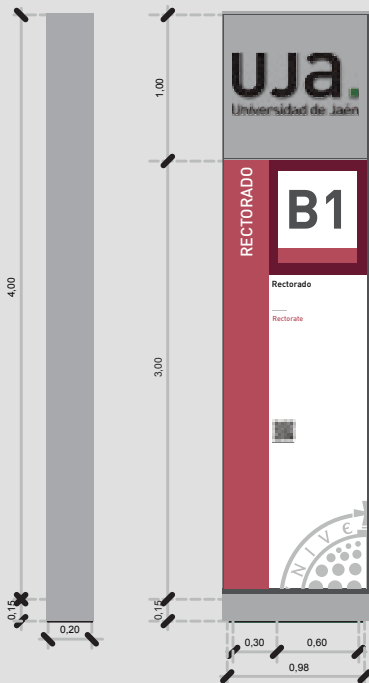 4,00
0,15
0,20
1,00
3,00
0,15
uja.
Universidad de Jaén
RECTORADO
B1
Rectorado
Rectorate
NIVE
0,30
0,60
0,98